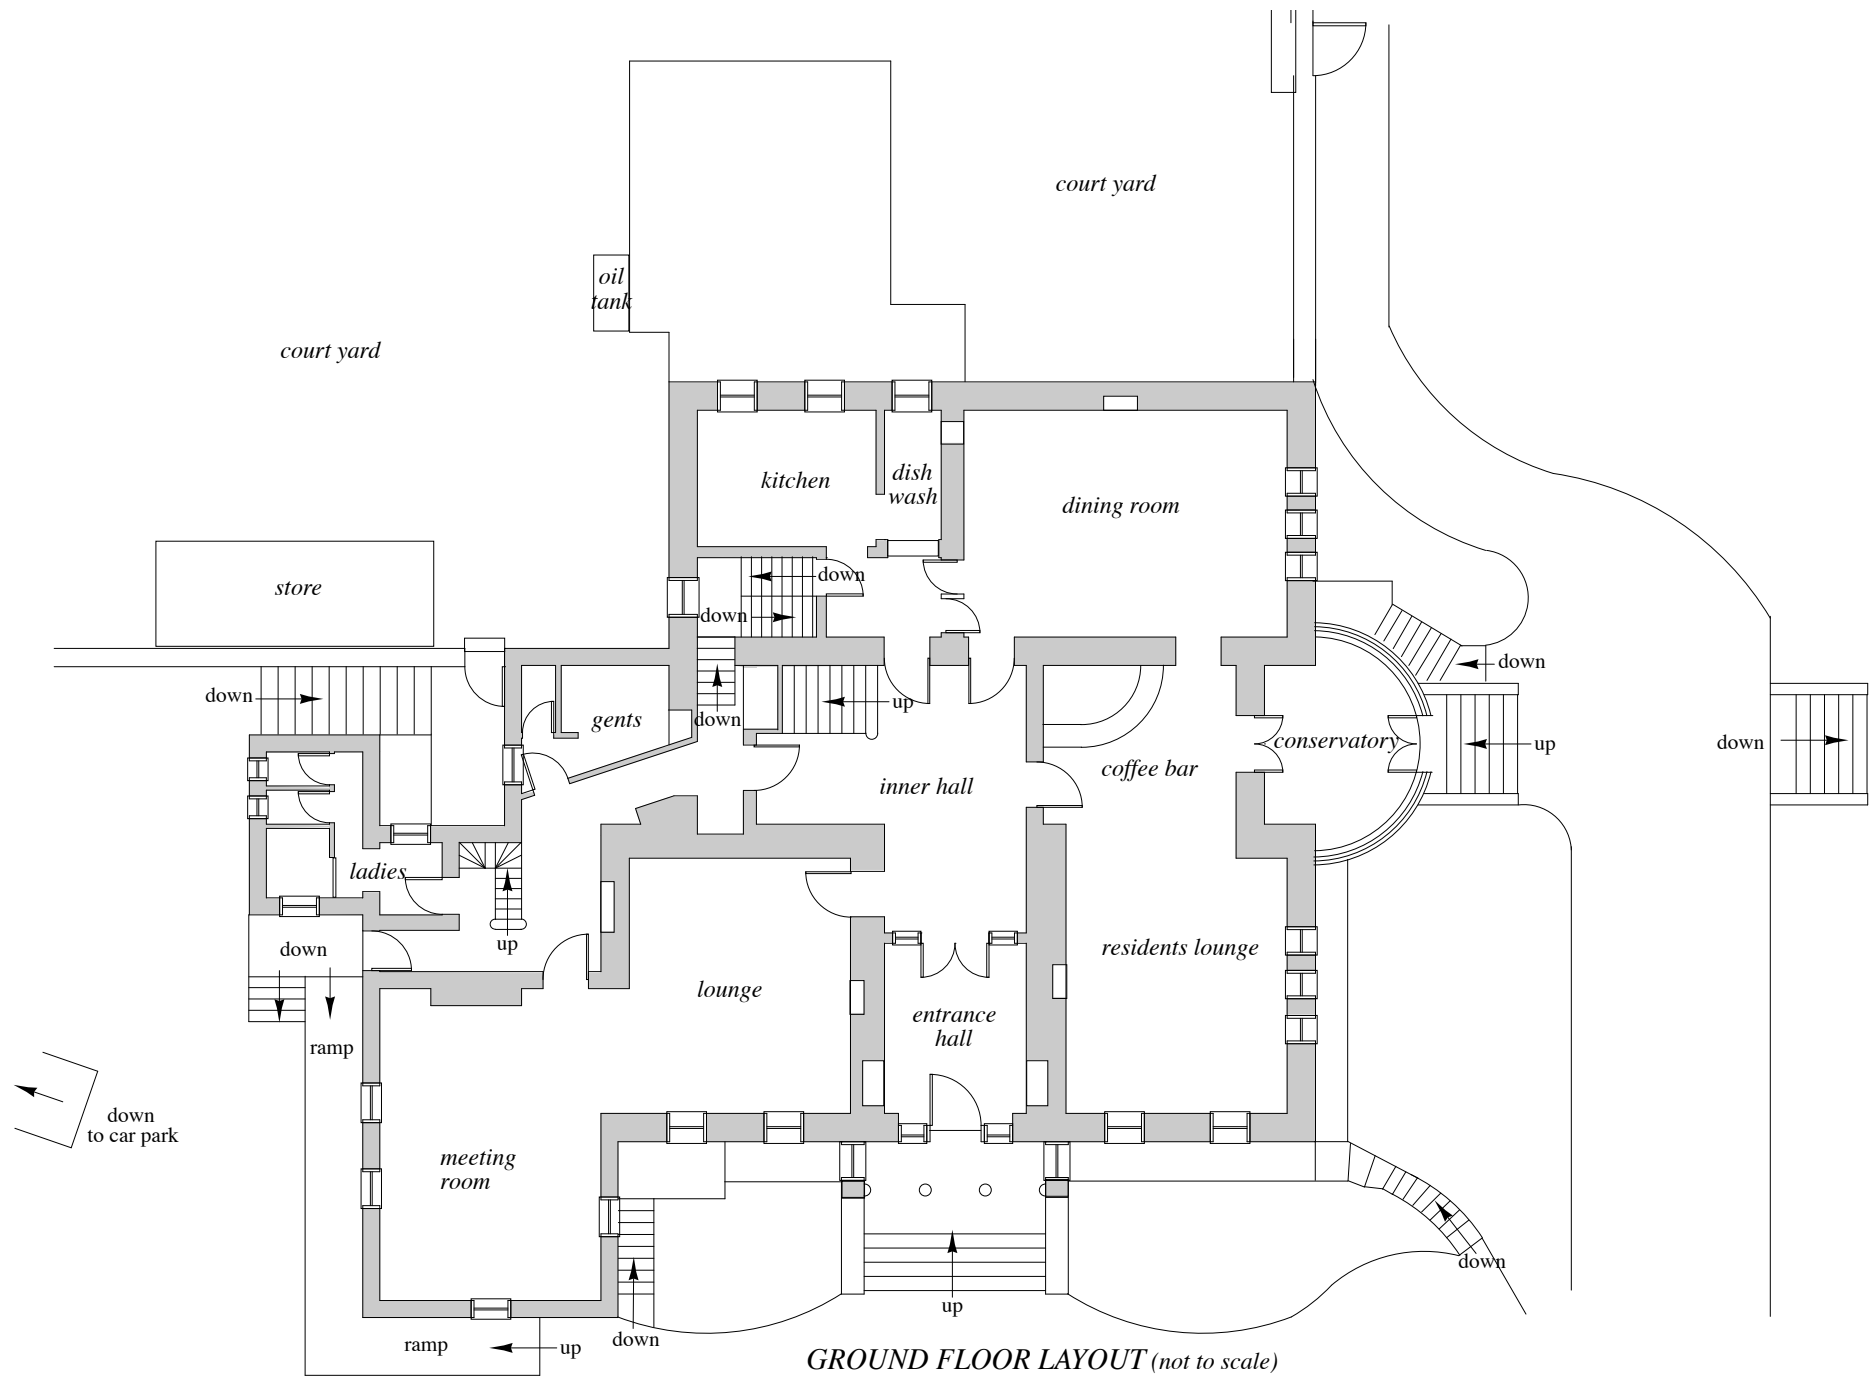 court yard
oil
tank
court yard
kitchen
dish
wash
dining room
store
down
down
down
down
gents
down
up
conservatory
up
down
coffee bar
inner hall
ladies
up
down
residents lounge
lounge
entrance
hall
ramp
down
to car park
meeting
room
down
up
down
ramp
up
GROUND FLOOR LAYOUT (not to scale)